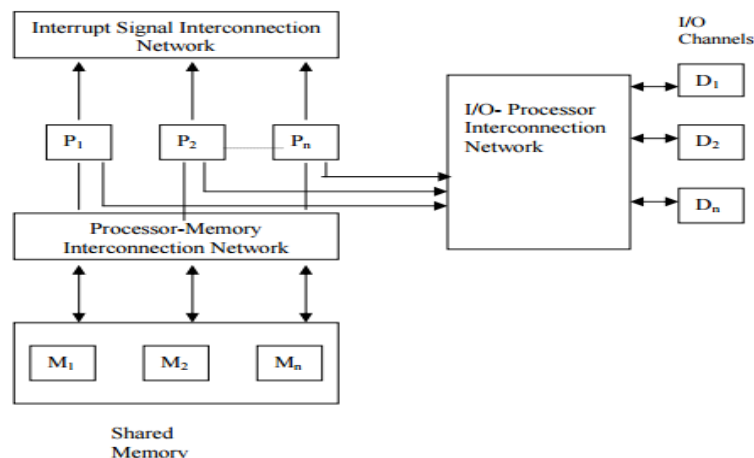 Interrupt Signal Interconnection
Network
I/O
Channels
P1
P2
Pn
I/O- Processor
Interconnection
Network
D1
D2
Dn
Processor-Memory
Interconnection Network
M1
M2
Mn
Shared
Memory